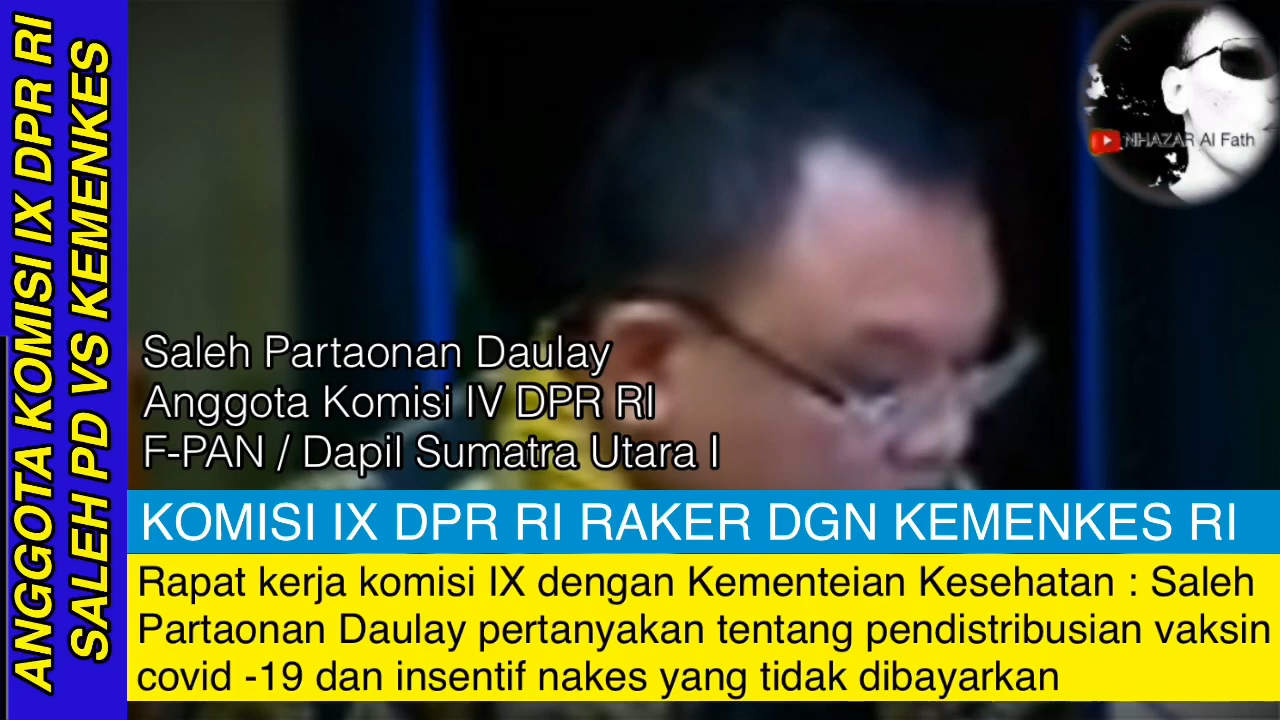 ANGGOTA KOMISI IX DPR RI
SALEH PD VS KEMENKES
NHAZAR Al Fath
Saleh Partaonan Daulay
Anggota Komisi IV DPR RI
F-PAN / Dapil Sumatra Utara I
KOMISI IX DPR RI RAKER DGN KEMENKES RI
Rapat kerja komisi IX dengan Kementeian Kesehatan : Saleh
Partaonan Daulay pertanyakan tentang pendistribusian vaksin
covid -19 dan insentif nakes yang tidak dibayarkan